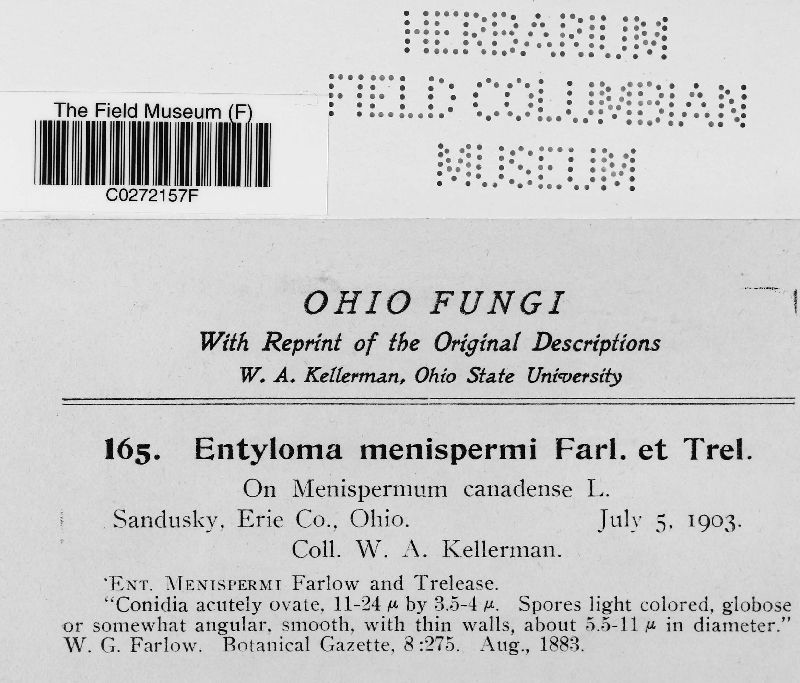 HERBARIUM
FIELD COLUMBIAN
MUSEUM
The Field Museum (F)
C0272157F
OHIO FUNGI
With Reprint of the Original Descriptions
W. A. Kellerman, Ohio State University
165. Entyloma menispermi Farl. et Trel.
On Menispermum canadense L.
Sandusky, Erie Co., Ohio. July 5, 1903.
Coll. W. A. Kellerman.
'ENT. MENISPERMI Farlow and Trelease.
"Conidia acutely ovate, 11-24 μ by 3.5-4 μ. Spores light colored, globose
or somewhat angular, smooth, with thin walls, about 5.5-11 μ in diameter."
W. G. Farlow. Botanical Gazette, 8:275. Aug., 1883.